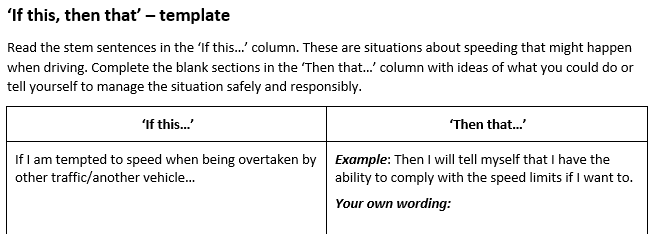 ‘If this, then that’ – template
Read the stem sentences in the ‘If this…’ column. These are situations about speeding that might happen
when driving. Complete the blank sections in the ‘Then that…’ column with ideas of what you could do or
tell yourself to manage the situation safely and responsibly.
‘If this…’
‘Then that…’
If I am tempted to speed when being overtaken by
other traffic/another vehicle…
Example: Then I will tell myself that I have the
ability to comply with the speed limits if I want to.
Your own wording: